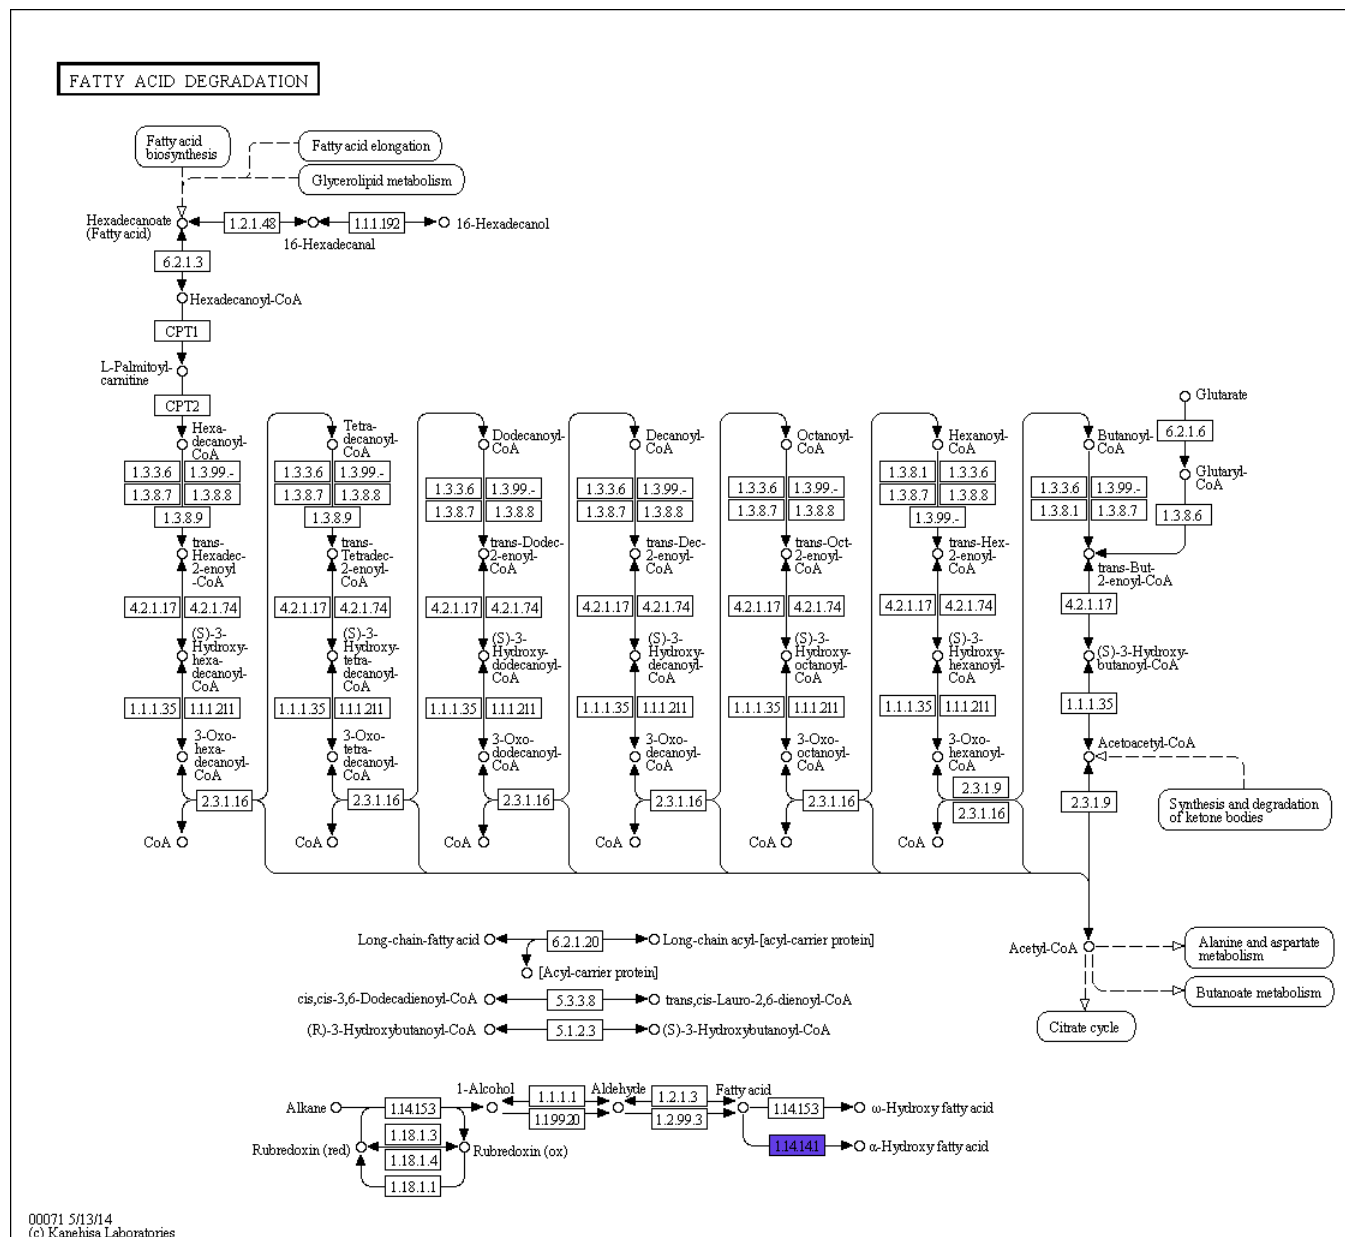 FATTY ACID DEGRADATION
Fatty acid
biosynthesis
Fatty acid elongation
Glycerolipid metabolism
Hexadecanoate
(Fatty acid)
1.2.1.48
16-Hexadecanal
1.1.1.192
16-Hexadecanol
6.2.1.3
Hexadecanoyl-CoA
CPT1
L-Palmitoyl-
carnitine
CPT2
Hexa-
decanoyl-
CoA
1.3.3.6 1.3.99.-
1.3.8.7 1.3.8.8
1.3.8.9
trans-
Hexadec-
2-enoyl
-CoA
4.2.1.17 4.2.1.74
(S)-3-
Hydroxy-
hexa-
decanoyl-
CoA
1.1.1.35 1.1.1.211
3-Oxo-
hexa-
decanoyl-
CoA
2.3.1.16
CoA
Tetra-
decanoyl-
CoA
1.3.3.6 1.3.99.-
1.3.8.7 1.3.8.8
1.3.8.9
trans-
Tetradec-
2-enoyl-
CoA
4.2.1.17 4.2.1.74
(S)-3-
Hydroxy-
tetra-
decanoyl-
CoA
1.1.1.35 1.1.1.211
3-Oxo-
tetra-
decanoyl-
CoA
2.3.1.16
CoA
Dodecanoyl-
CoA
1.3.3.6 1.3.99.-
1.3.8.7 1.3.8.8
trans-Dodec-
2-enoyl-
CoA
4.2.1.17 4.2.1.74
(S)-3-
Hydroxy-
dodecanoyl-
CoA
1.1.1.35 1.1.1.211
3-Oxo-
dodecanoyl-
CoA
2.3.1.16
CoA
Decanoyl-
CoA
1.3.3.6 1.3.99.-
1.3.8.7 1.3.8.8
trans-Dec-
2-enoyl-
CoA
4.2.1.17 4.2.1.74
(S)-3-
Hydroxy-
decanoyl-
CoA
1.1.1.35 1.1.1.211
3-Oxo-
decanoyl-
CoA
2.3.1.16
CoA
Octanoyl-
CoA
1.3.3.6 1.3.99.-
1.3.8.7 1.3.8.8
trans-Oct-
2-enoyl-
CoA
4.2.1.17 4.2.1.74
(S)-3-
Hydroxy-
octanoyl-
CoA
1.1.1.35 1.1.1.211
3-Oxo-
octanoyl-
CoA
2.3.1.16
CoA
Hexanoyl-
CoA
1.3.8.1 1.3.3.6
1.3.8.7 1.3.8.8
1.3.99.-
trans-Hex-
2-enoyl-
CoA
4.2.1.17 4.2.1.74
(S)-3-
Hydroxy-
hexanoyl-
CoA
1.1.1.35 1.1.1.211
3-Oxo-
hexanoyl-
CoA
2.3.1.9
2.3.1.16
CoA
Butanoyl-
CoA
1.3.3.6 1.3.99.-
1.3.8.1 1.3.8.7
trans-But-
2-enoyl-CoA
4.2.1.17
(S)-3-Hydroxy-
butanoyl-CoA
1.1.1.35
Acetoacetyl-CoA
2.3.1.9
Glutarate
6.2.1.6
Glutaryl-
CoA
1.3.8.6
Synthesis and degradation
of ketone bodies
Acetyl-CoA
Alanine and aspartate
metabolism
Butanoate metabolism
Citrate cycle
Long-chain-fatty acid 6.2.1.20 Long-chain acyl-[acyl-carrier protein]
[Acyl-carrier protein]
cis,cis-3,6-Dodecadienoyl-CoA 5.3.3.8 trans,cis-Lauro-2,6-dienoyl-CoA
(R)-3-Hydroxybutanoyl-CoA 5.1.2.3 (S)-3-Hydroxybutanoyl-CoA
Alkane 1.14.15.3 1-Alcohol 1.1.1.1 Aldehyde 1.2.1.3 Fatty acid 1.14.15.3 ω-Hydroxy fatty acid
1.1.99.20 1.2.99.3
1.14.14.1 α-Hydroxy fatty acid
1.18.1.3
Rubredoxin (red) Rubredoxin (ox)
1.18.1.4
1.18.1.1
00071 5/13/14
(c) Kanehisa Laboratories